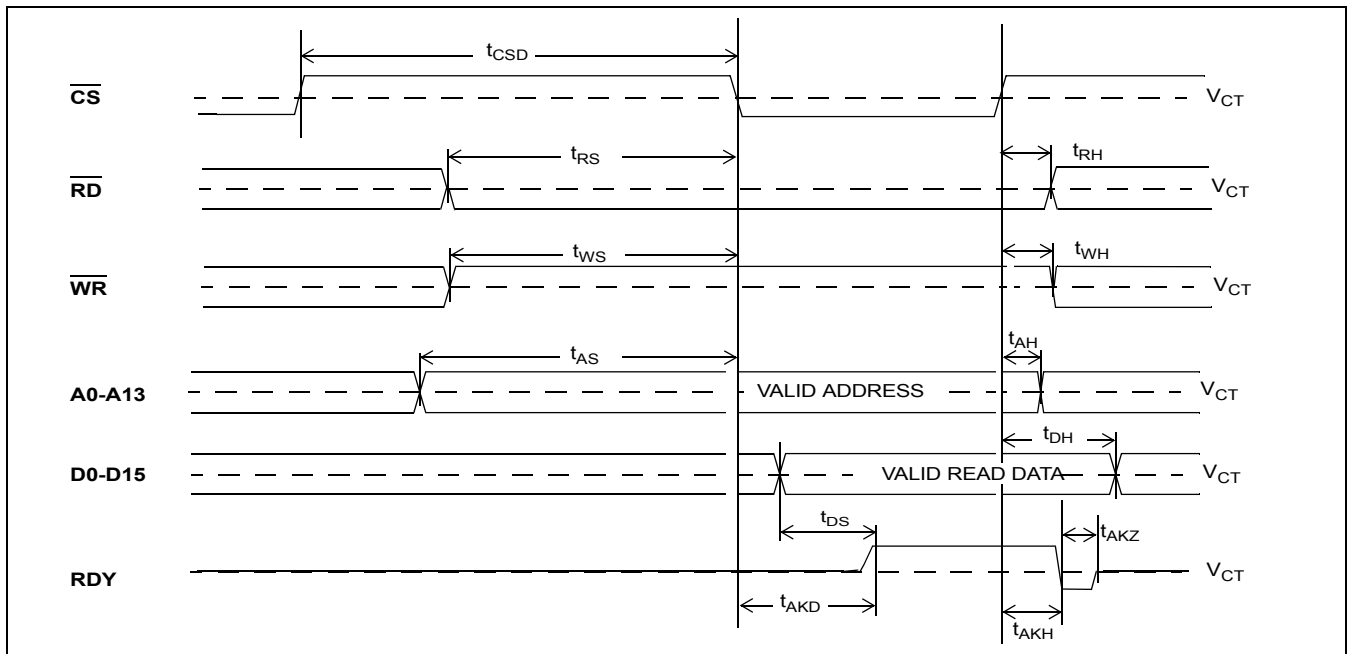 tCSD
CS
VCT
tRS
tRH
RD
VCT
tWS
tWH
WR
VCT
tAS
tAH
A0-A13
VALID ADDRESS
VCT
tDH
D0-D15
VALID READ DATA
VCT
tDS
tAKZ
RDY
VCT
tAKD
tAKH